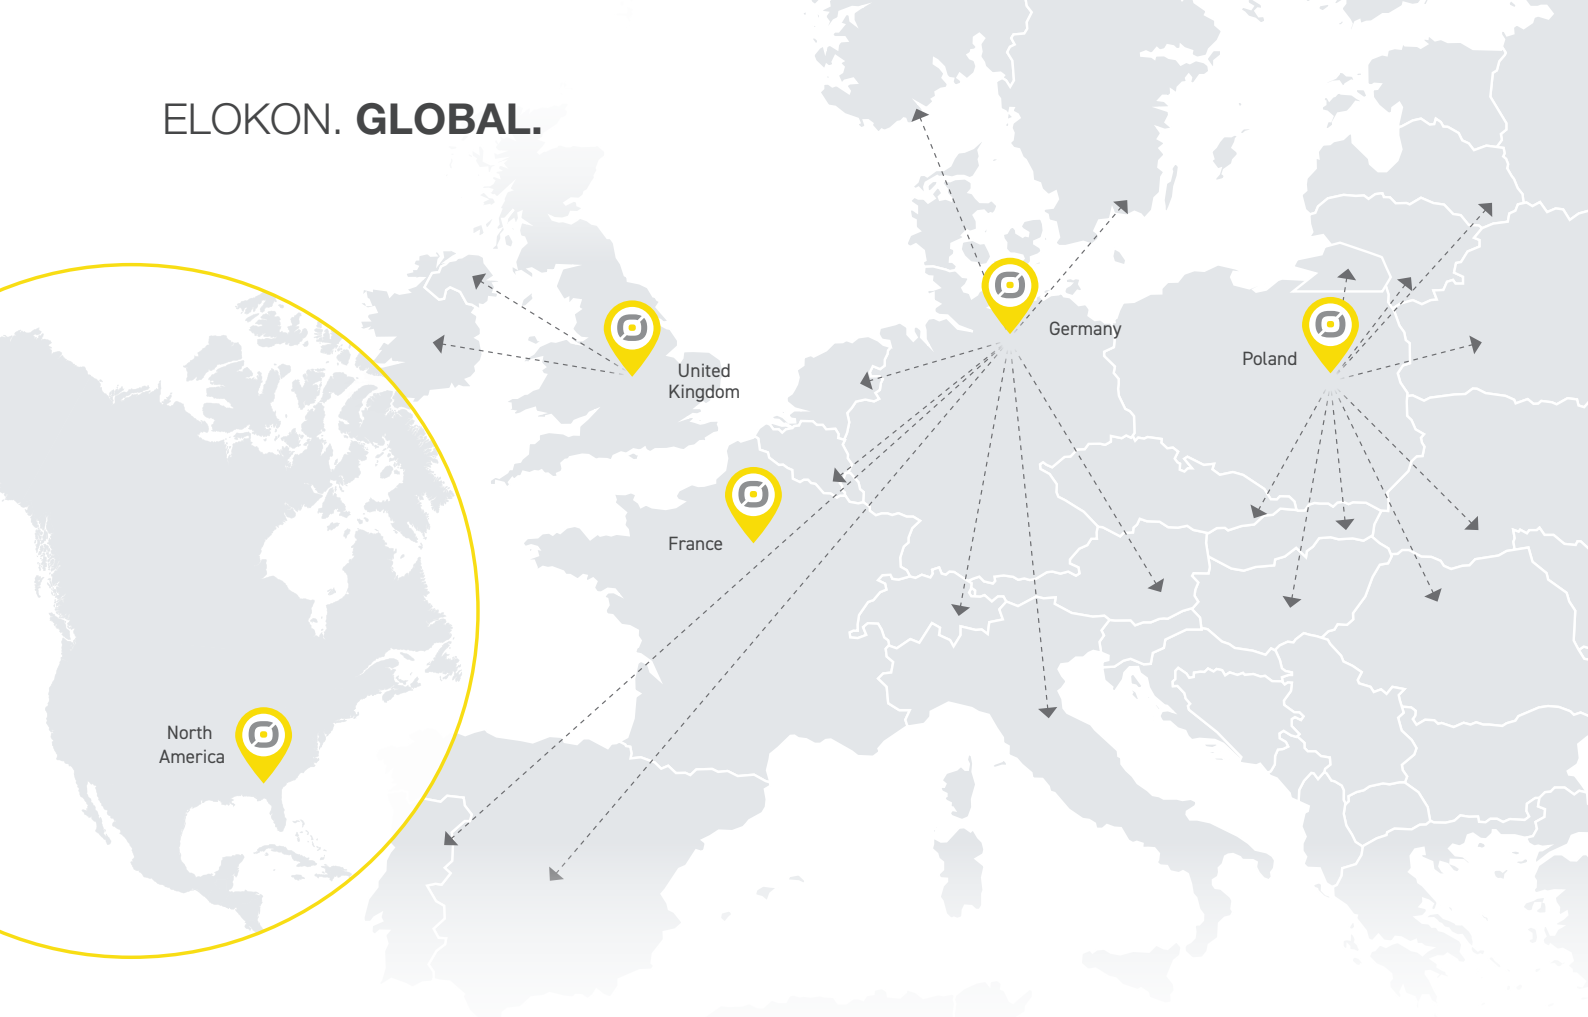 ELOKON. GLOBAL.
Germany
Poland
United
Kingdom
France
North
America